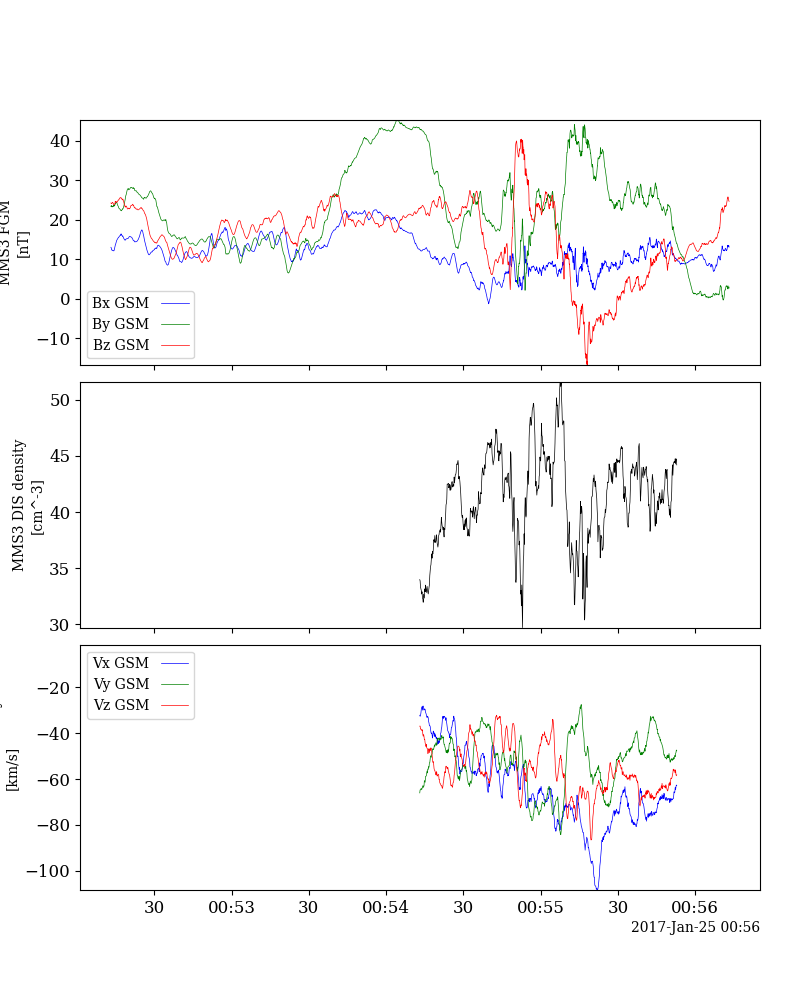 MMS3 FGM
[nT]
40
30
20
10
0
−10
Bx GSM
By GSM
Bz GSM
MMS3 DIS density
[cm^-3]
50
45
40
35
30
[km/s]
−20
−40
−60
−80
−100
Vx GSM
Vy GSM
Vz GSM
30 00:53 30 00:54 30 00:55 30 00:56
2017-Jan-25 00:56